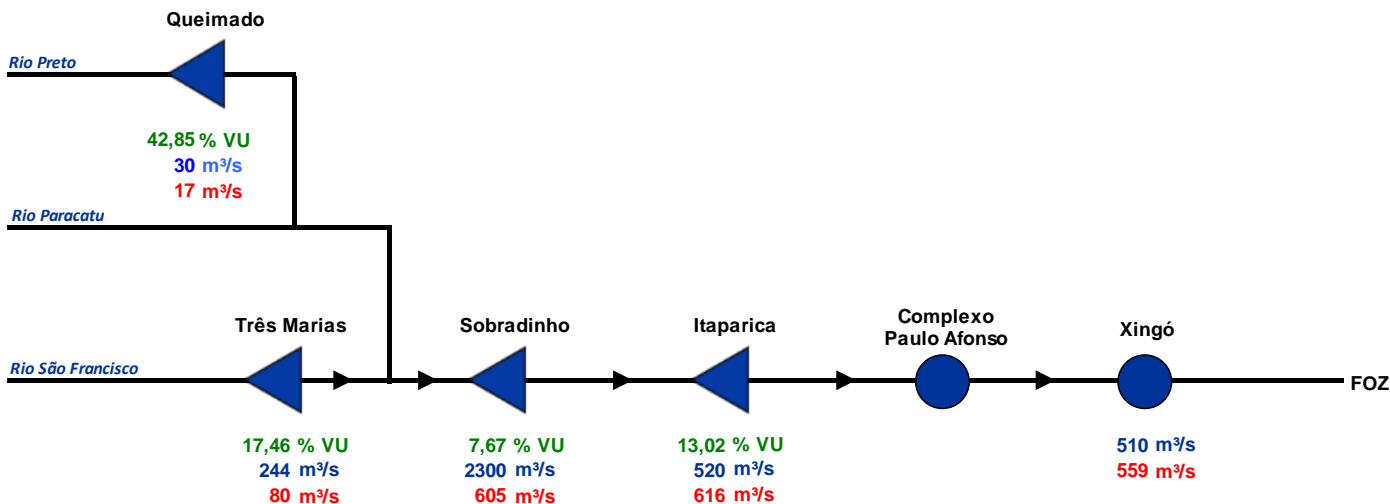 Queimado
Rio Preto
42,85 % VU
30 m³/s
17 m³/s
Rio Paracatu
Três Marias
Sobradinho
Itaparica
Complexo
Paulo Afonso
Xingó
Rio São Francisco
FOZ
17,46 % VU
244 m³/s
80 m³/s
7,67 % VU
2300 m³/s
605 m³/s
13,02 % VU
520 m³/s
616 m³/s
510 m³/s
559 m³/s